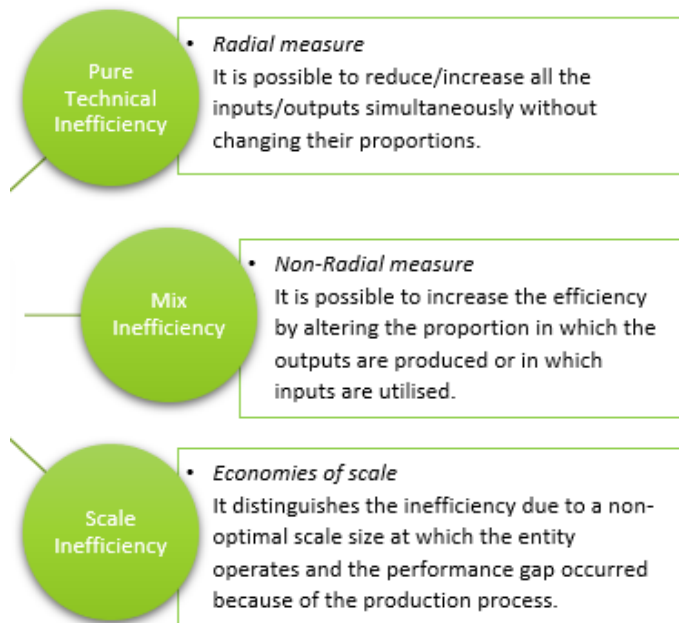 Pure
Technical
Inefficiency
• Radial measure
It is possible to reduce/increase all the
inputs/outputs simultaneously without
changing their proportions.
Mix
Inefficiency
• Non-Radial measure
It is possible to increase the efficiency
by altering the proportion in which the
outputs are produced or in which
inputs are utilised.
Scale
Inefficiency
• Economies of scale
It distinguishes the inefficiency due to a non-
optimal scale size at which the entity
operates and the performance gap occurred
because of the production process.